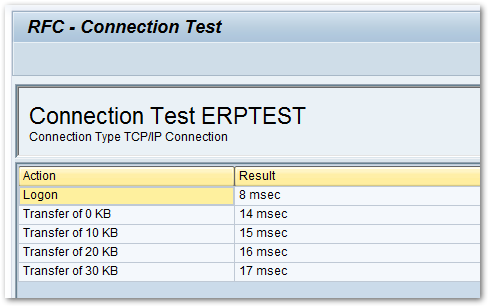 RFC - Connection Test
Connection Test ERPTEST
Connection Type TCP/IP Connection
Action Result
Logon 8 msec
Transfer of 0 KB 14 msec
Transfer of 10 KB 15 msec
Transfer of 20 KB 16 msec
Transfer of 30 KB 17 msec